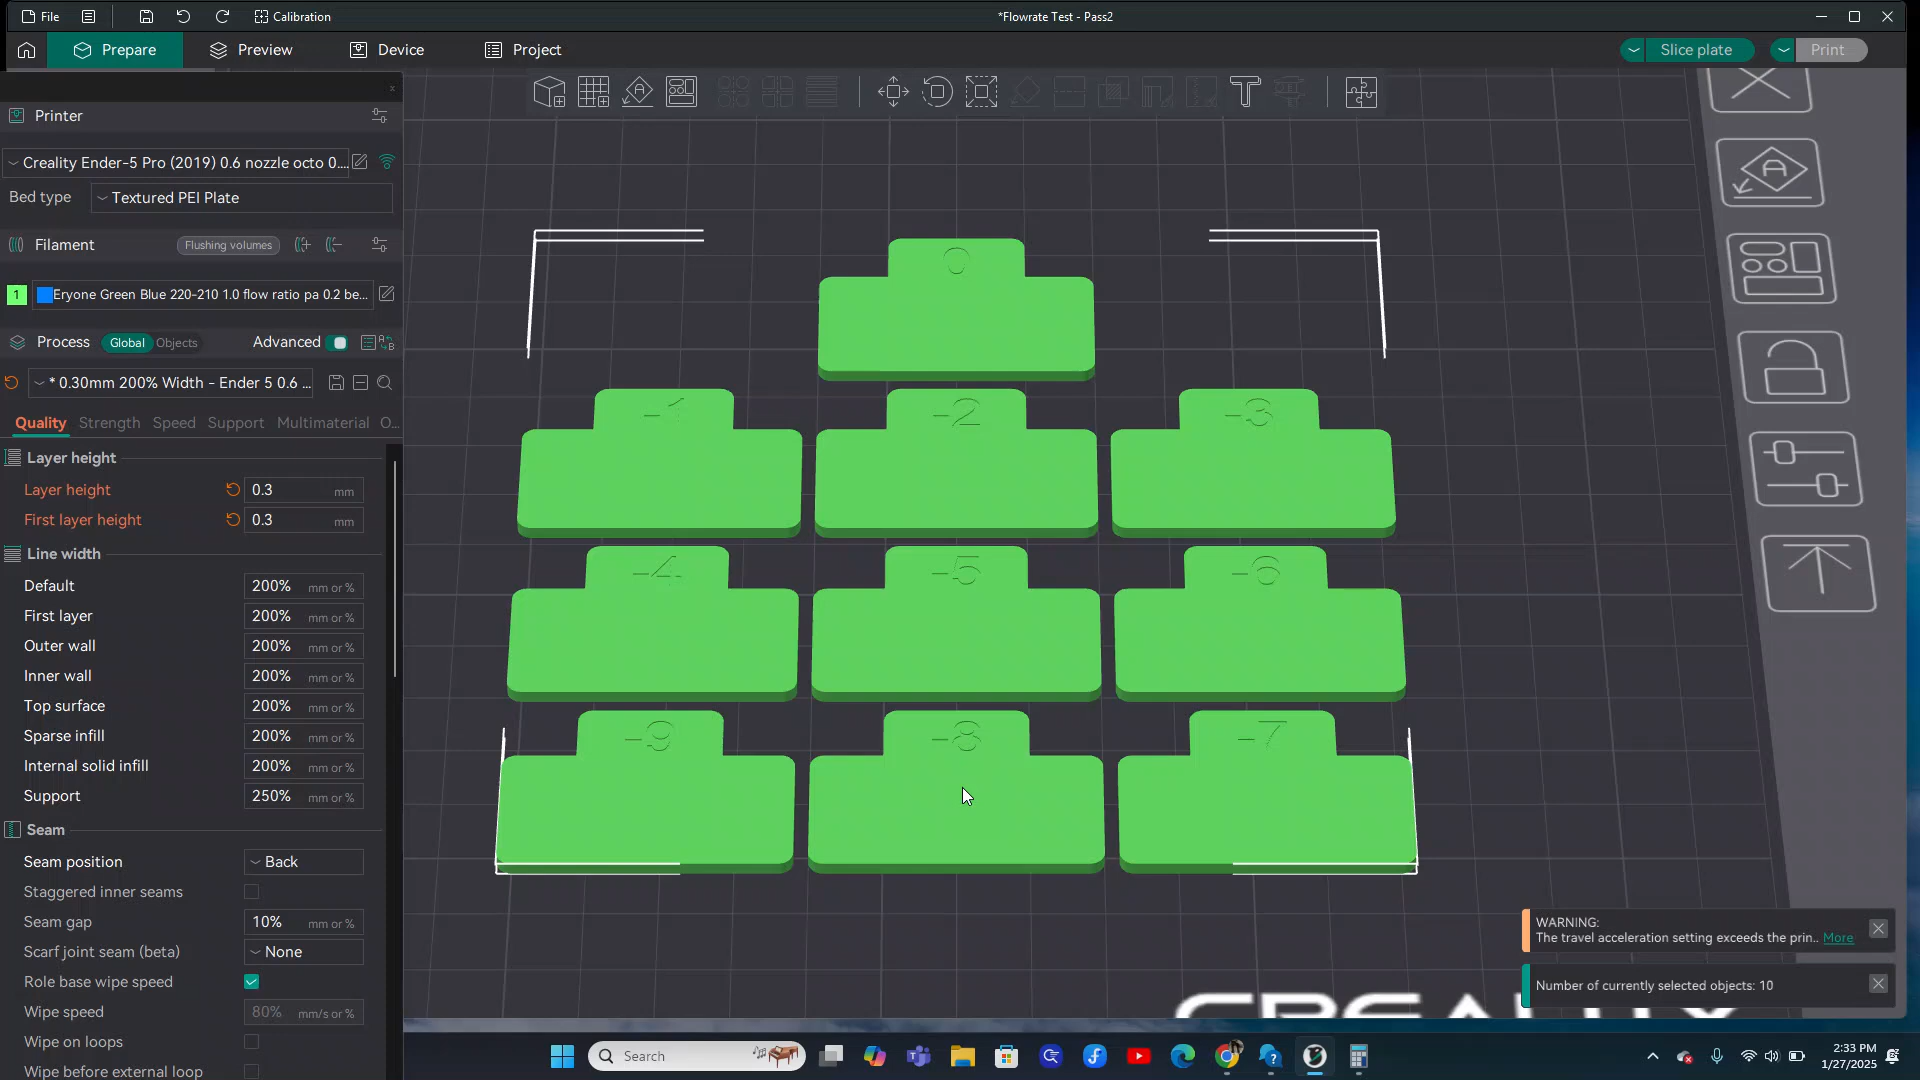 File
Calibration
*Flowrate Test - Pass2
Prepare
Preview
Device
Project
Slice plate
Print
Printer
Creality Ender-5 Pro (2019) 0.6 nozzle octo 0....
Bed type
Textured PEI Plate
Filament
Flushing volumes
1
Eryone Green Blue 220-210 1.0 flow ratio pa 0.2 be...
Process
Global
Objects
Advanced
* 0.30mm 200% Width - Ender 5 0.6 ...
Quality
Strength
Speed
Support
Multimaterial
O...
Layer height
Layer height 0.3 mm
First layer height 0.3 mm
Line width
Default 200% mm or %
First layer 200% mm or %
Outer wall 200% mm or %
Inner wall 200% mm or %
Top surface 200% mm or %
Sparse infill 200% mm or %
Internal solid infill 200% mm or %
Support 250% mm or %
Seam
Seam position Back
Staggered inner seams
Seam gap 10% mm or %
Scarf joint seam (beta) None
Role base wipe speed
Wipe speed 80% mm/s or %
Wipe on loops
Wipe before external loop
0
-1 -2 -3
-4 -5 -6
-9 -8 -7
A
WARNING:
The travel acceleration setting exceeds the prin.. More
Number of currently selected objects: 10
CREALITY
Search
2:33 PM
1/27/2025